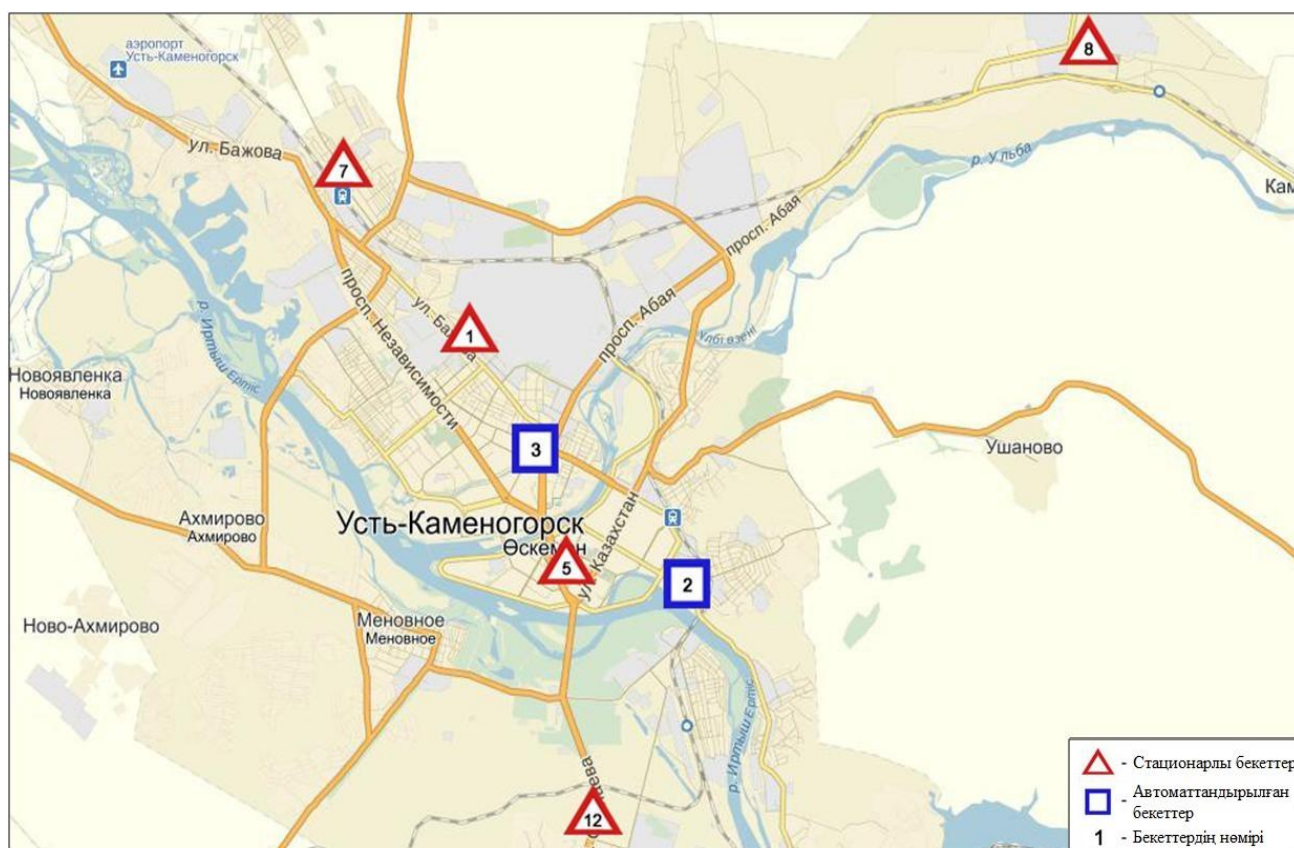 аэропорт
Усть-Каменогорск
8
ул. Бажова
7
р. Ульба
Кам
просп. Абая
р. Иртыш Ертіс
просп. Независимости
1
просп. Абая
Улбі өзені
Новоявленка
Новоявленка
3
Ушаново
Ахмирово
Ахмирово
Усть-Каменогорск
Өскемен
5
ул. Казахстан
2
Ново-Ахмирово
Меновное
Меновное
р. Иртыш Ертіс
12
- Стационарлы бекеттер
- Автоматтандырылған
бекеттер
1 - Бекеттердің нөмірі